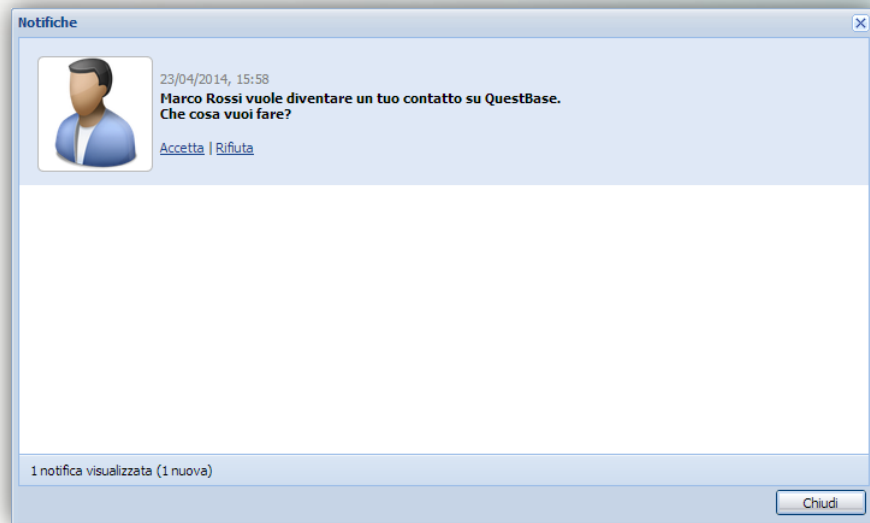 Notifiche
23/04/2014, 15:58
Marco Rossi vuole diventare un tuo contatto su QuestBase.
Che cosa vuoi fare?
Accetta | Rifiuta
1 notifica visualizzata (1 nuova)
Chiudi